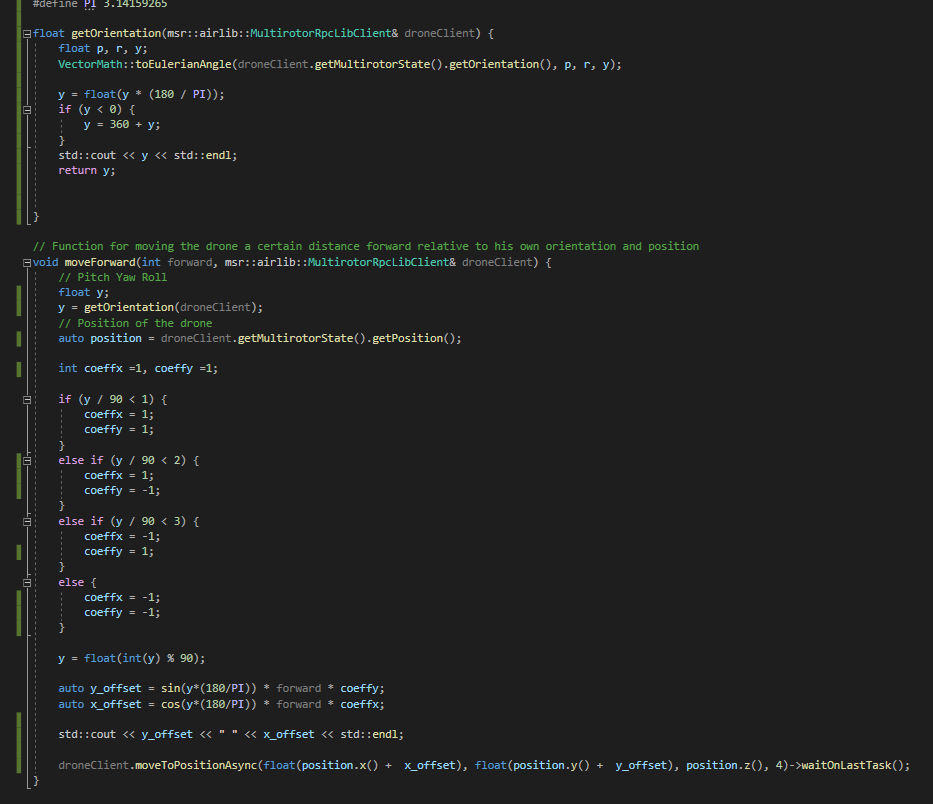 #define PI 3.14159265
float getOrientation(msr::airlib::MultirotorRpcLibClient& droneClient) {
float p, r, y;
VectorMath::toEulerianAngle(droneClient.getMultirotorState().getOrientation(), p, r, y);
y = float(y * (180 / PI));
if (y < 0) {
y = 360 + y;
}
std::cout << y << std::endl;
return y;
}
// Function for moving the drone a certain distance forward relative to his own orientation and position
void moveForward(int forward, msr::airlib::MultirotorRpcLibClient& droneClient) {
// Pitch Yaw Roll
float y;
y = getOrientation(droneClient);
// Position of the drone
auto position = droneClient.getMultirotorState().getPosition();
int coeffx =1, coeffy =1;
if (y / 90 < 1) {
coeffx = 1;
coeffy = 1;
}
else if (y / 90 < 2) {
coeffx = 1;
coeffy = -1;
}
else if (y / 90 < 3) {
coeffx = -1;
coeffy = 1;
}
else {
coeffx = -1;
coeffy = -1;
}
y = float(int(y) % 90);
auto y_offset = sin(y*(180/PI)) * forward * coeffy;
auto x_offset = cos(y*(180/PI)) * forward * coeffx;
std::cout << y_offset << " " << x_offset << std::endl;
droneClient.moveToPositionAsync(float(position.x() +  x_offset), float(position.y() +  y_offset), position.z(), 4)->waitOnLastTask();
}